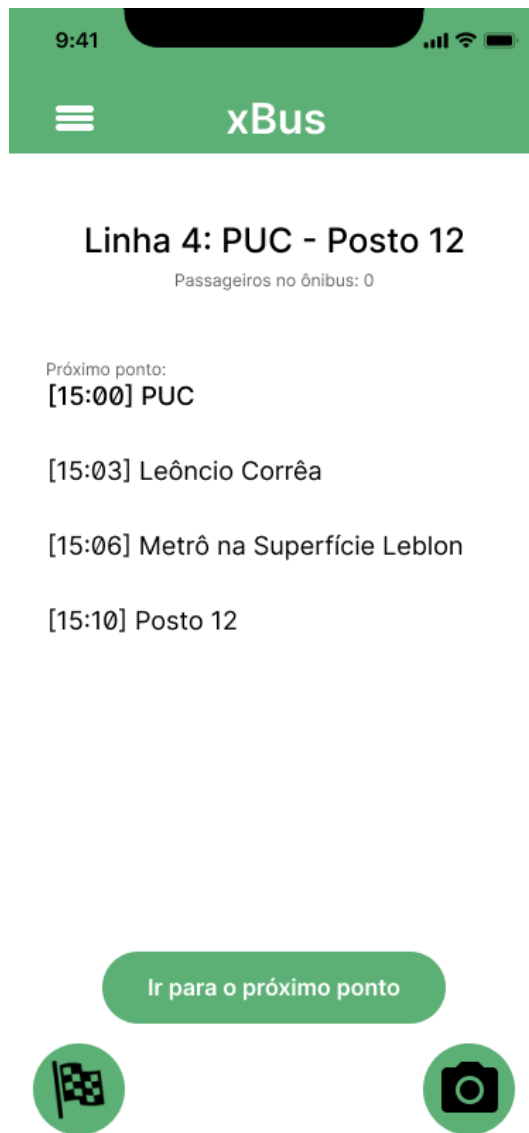 9:41
xBus
Linha 4: PUC - Posto 12
Passageiros no ônibus: 0
Próximo ponto:
[15:00] PUC
[15:03] Leôncio Corrêa
[15:06] Metrô na Superfície Leblon
[15:10] Posto 12
Ir para o próximo ponto